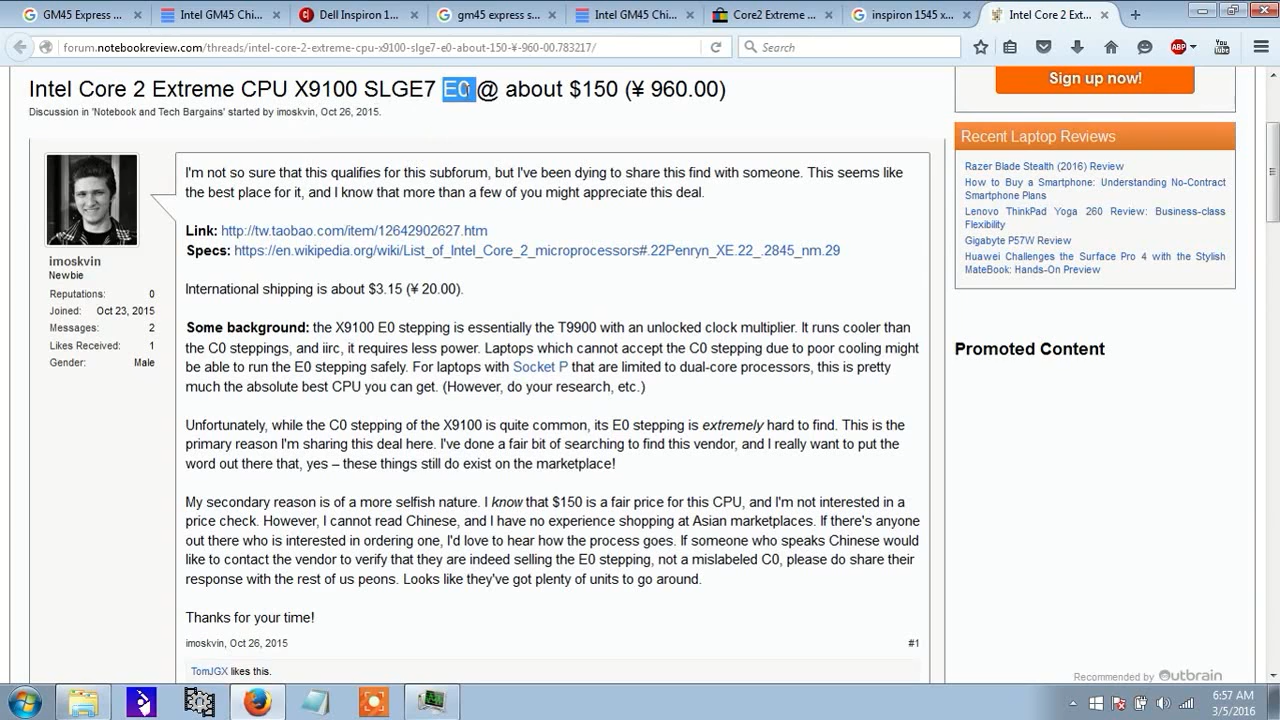 GM45 Express
Intel GM45 Chi...
Dell Inspiron 1...
gm45 express s...
Intel GM45 Chi...
Core2 Extreme ...
inspiron 1545 x...
Intel Core 2 Ext...
forum.notebookreview.com/threads/intel-core-2-extreme-cpu-x9100-slge7-e0-about-150-¥-960-00.783217/
Search
ABP
You Tube
Intel Core 2 Extreme CPU X9100 SLGE7 E0 @ about $150 (¥ 960.00)
Discussion in 'Notebook and Tech Bargains' started by imoskvin, Oct 26, 2015.
imoskvin
Newbie
Reputations: 0
Joined: Oct 23, 2015
Messages: 2
Likes Received: 1
Gender: Male
I'm not so sure that this qualifies for this subforum, but I've been dying to share this find with someone. This seems like
the best place for it, and I know that more than a few of you might appreciate this deal.
Link: http://tw.taobao.com/item/12642902627.htm
Specs: https://en.wikipedia.org/wiki/List_of_Intel_Core_2_microprocessors#.22Penryn_XE.22_.2845_nm.29
International shipping is about $3.15 (¥ 20.00).
Some background: the X9100 E0 stepping is essentially the T9900 with an unlocked clock multiplier. It runs cooler than
the C0 steppings, and iirc, it requires less power. Laptops which cannot accept the C0 stepping due to poor cooling might
be able to run the E0 stepping safely. For laptops with Socket P that are limited to dual-core processors, this is pretty
much the absolute best CPU you can get. (However, do your research, etc.)
Unfortunately, while the C0 stepping of the X9100 is quite common, its E0 stepping is extremely hard to find. This is the
primary reason I'm sharing this deal here. I've done a fair bit of searching to find this vendor, and I really want to put the
word out there that, yes – these things still do exist on the marketplace!
My secondary reason is of a more selfish nature. I know that $150 is a fair price for this CPU, and I'm not interested in a
price check. However, I cannot read Chinese, and I have no experience shopping at Asian marketplaces. If there's anyone
out there who is interested in ordering one, I'd love to hear how the process goes. If someone who speaks Chinese would
like to contact the vendor to verify that they are indeed selling the E0 stepping, not a mislabeled C0, please do share their
response with the rest of us peons. Looks like they've got plenty of units to go around.
Thanks for your time!
imoskvin, Oct 26, 2015
#1
TomJGX likes this.
Sign up now!
Recent Laptop Reviews
Razer Blade Stealth (2016) Review
How to Buy a Smartphone: Understanding No-Contract
Smartphone Plans
Lenovo ThinkPad Yoga 260 Review: Business-class
Flexibility
Gigabyte P57W Review
Huawei Challenges the Surface Pro 4 with the Stylish
MateBook: Hands-On Preview
Promoted Content
Recommended by Outbrain
6:57 AM
3/5/2016